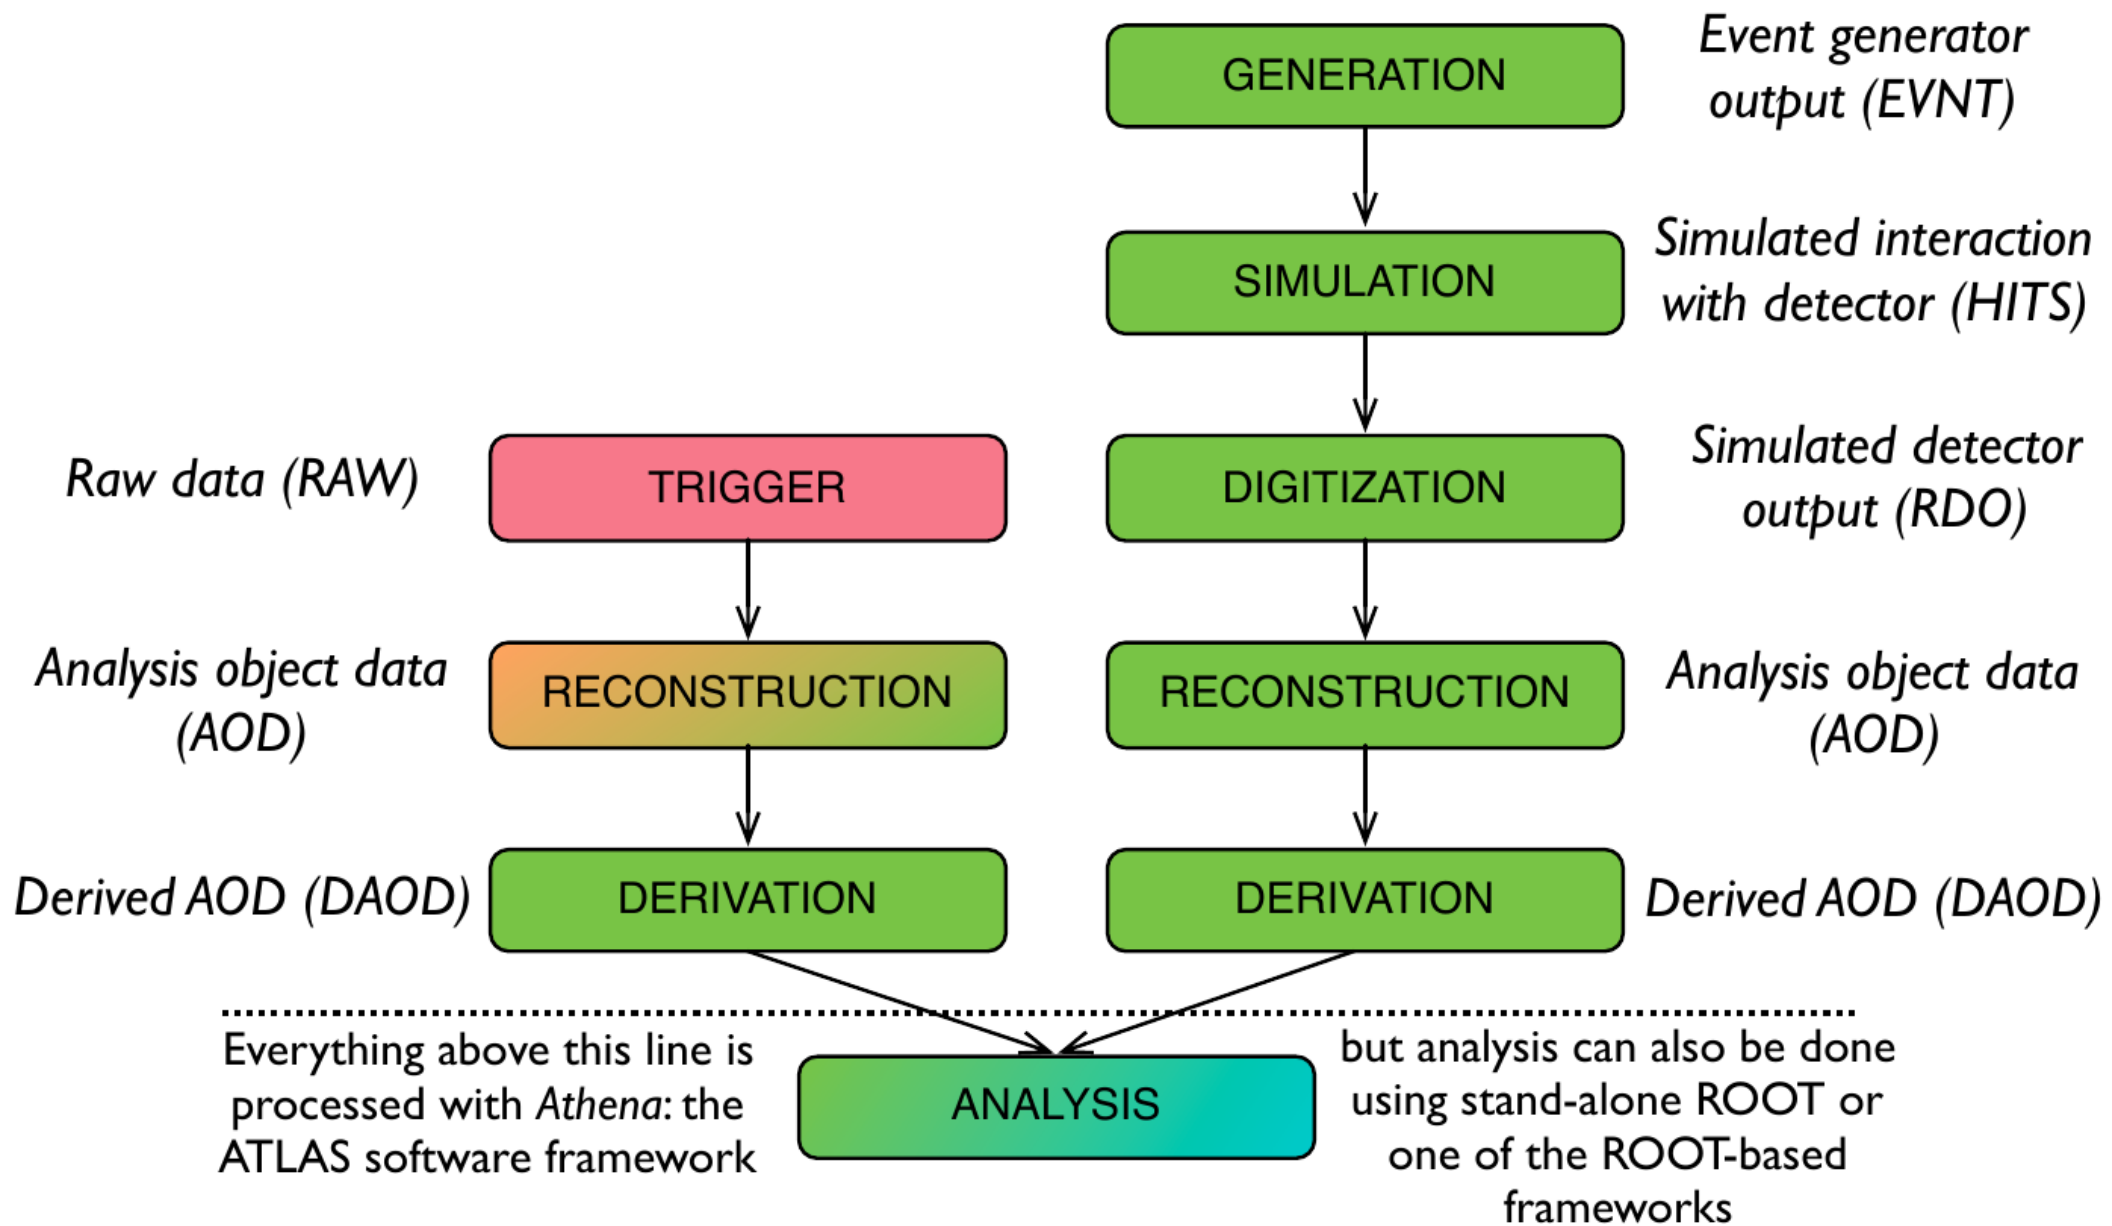 GENERATION
Event generator
output (EVNT)
SIMULATION
Simulated interaction
with detector (HITS)
Raw data (RAW)
TRIGGER
DIGITIZATION
Simulated detector
output (RDO)
Analysis object data
(AOD)
RECONSTRUCTION
RECONSTRUCTION
Analysis object data
(AOD)
Derived AOD (DAOD)
DERIVATION
DERIVATION
Derived AOD (DAOD)
Everything above this line is
processed with Athena: the
ATLAS software framework
ANALYSIS
but analysis can also be done
using stand-alone ROOT or
one of the ROOT-based
frameworks